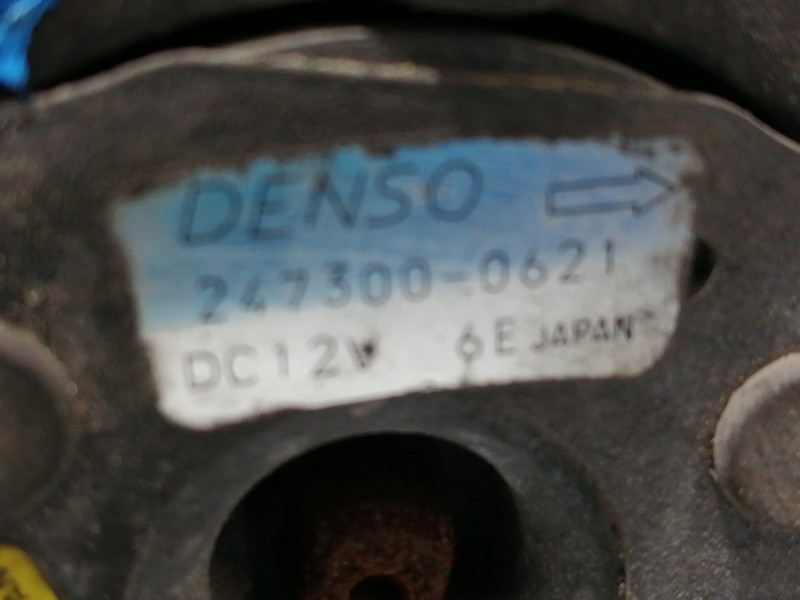 DENSO
247300-0621
DC12V 6E JAPAN